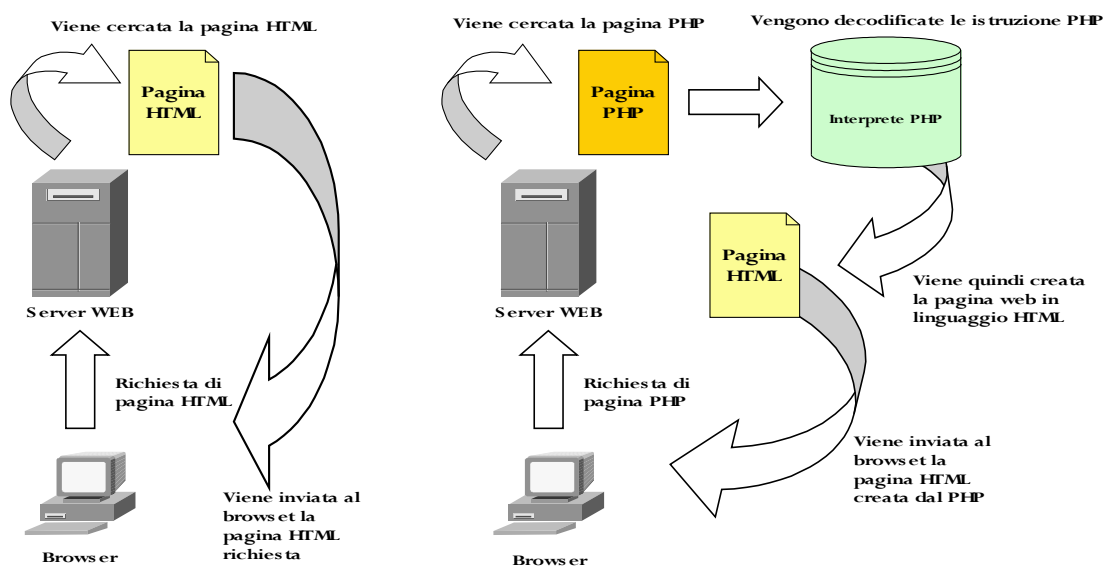 Viene cercata la pagina HTML
Pagina
HTML
Server WEB
Richiesta di
pagina HTML
Viene inviata al
browset la
pagina HTML
richiesta
Browser
Viene cercata la pagina PHP
Vengono decodificate le istruzione PHP
Pagina
PHP
Interprete PHP
Pagina
HTML
Viene quindi creata
la pagina web in
linguaggio HTML
Server WEB
Richiesta di
pagina PHP
Viene inviata al
browset la
pagina HTML
creata dal PHP
Browser